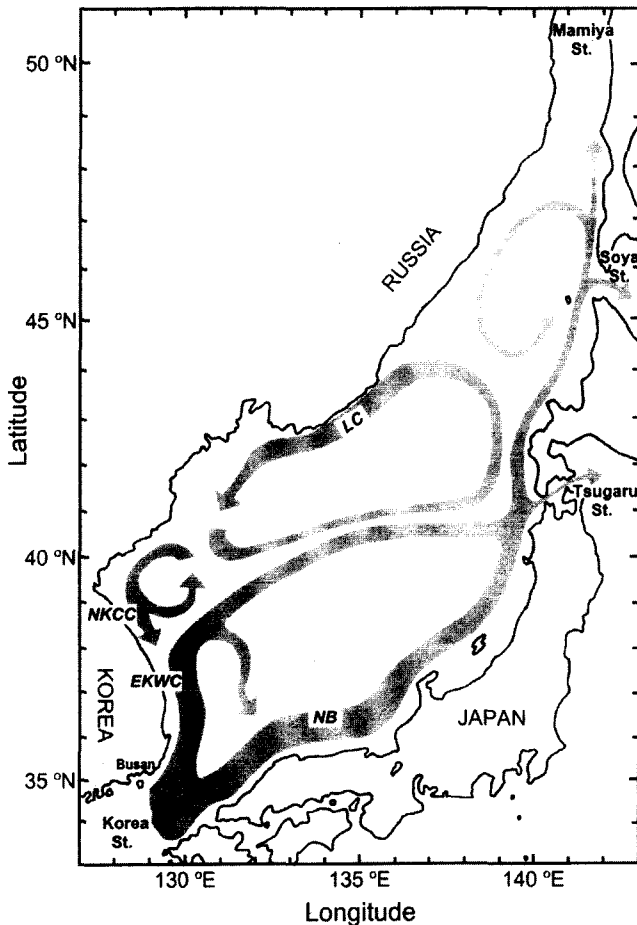 Mamiya
St.
50 °N
RUSSIA
Soya
St.
45 °N
Latitude
LC
Tsugaru
St.
40 °N
NKCC
EKWC
KOREA
NB
JAPAN
Busan
35 °N
Korea
St.
130 °E
135 °E
140 °E
Longitude